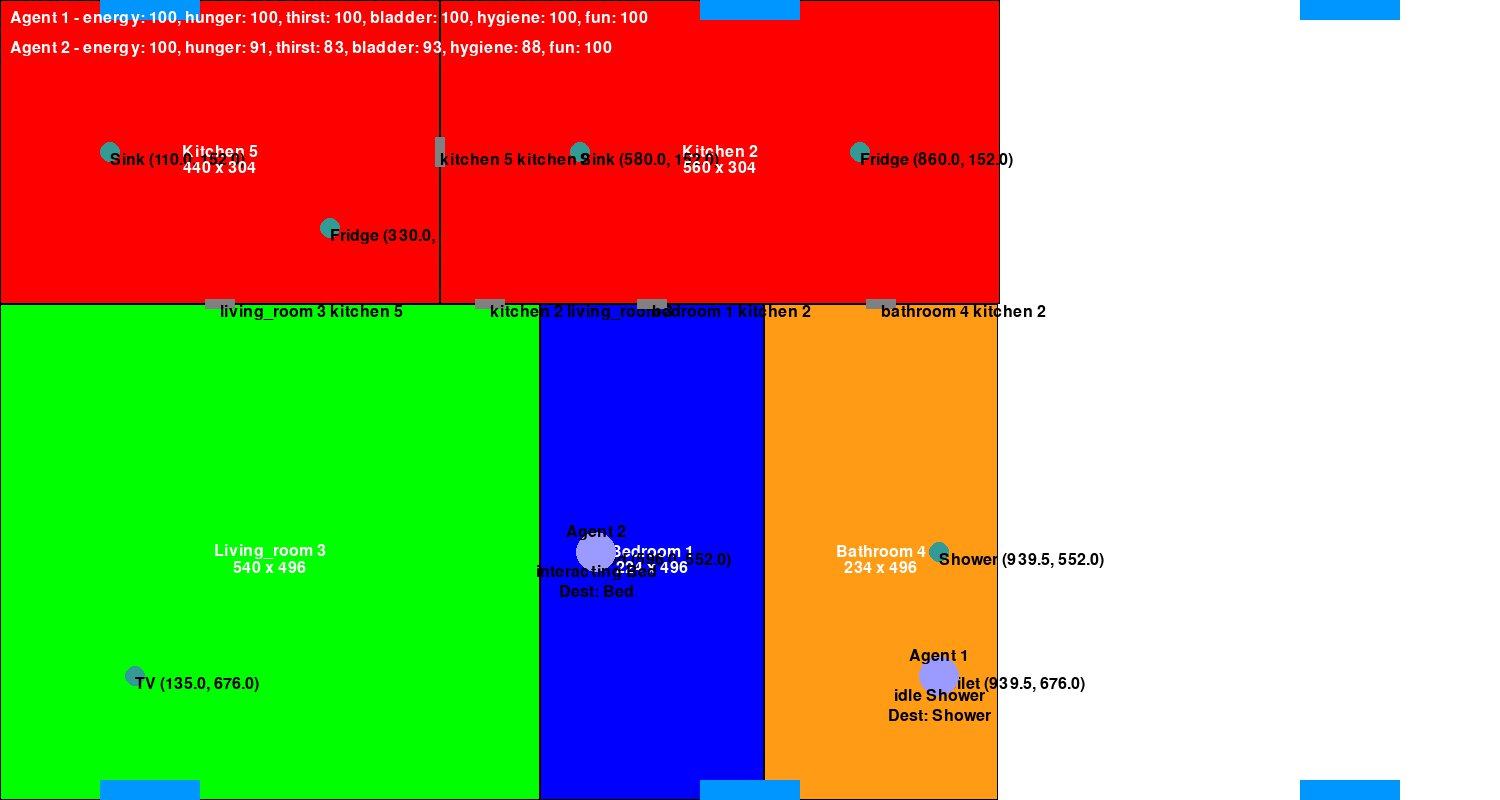 Agent 1 - energy: 100, hunger: 100, thirst: 100, bladder: 100, hygiene: 100, fun: 100
Agent 2 - energy: 100, hunger: 91, thirst: 83, bladder: 93, hygiene: 88, fun: 100
Kitchen 5
Sink (110.0, 152.0)
440 x 304
kitchen 5 kitchen 2
Sink (580.0, 152.0)
Kitchen 2
560 x 304
Fridge (860.0, 152.0)
Fridge (330.0,
living_room 3 kitchen 5
kitchen 2 living_room 3
bedroom 1 kitchen 2
bathroom 4 kitchen 2
Living_room 3
540 x 496
Agent 2
Bedroom 1
552.0)
224 x 496
interacting Bed
Dest: Bed
Bathroom 4
234 x 496
Shower (939.5, 552.0)
TV (135.0, 676.0)
Agent 1
ilet (939.5, 676.0)
idle Shower
Dest: Shower